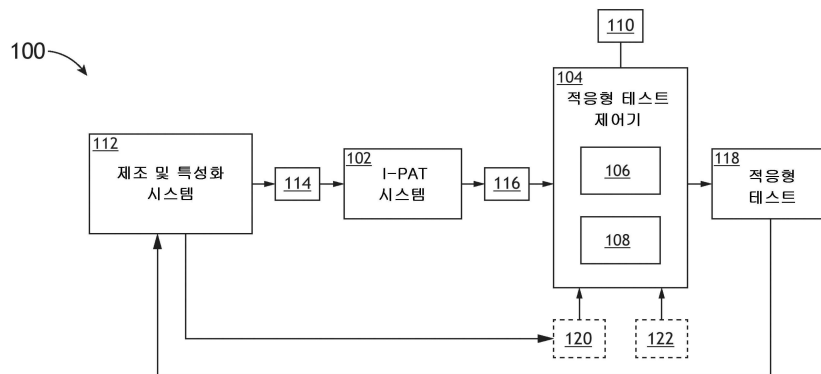 100
110
104
적응형 테스트
제어기
106
108
112
제조 및 특성화
시스템
114
102
I-PAT
시스템
116
118
적응형
테스트
120
122